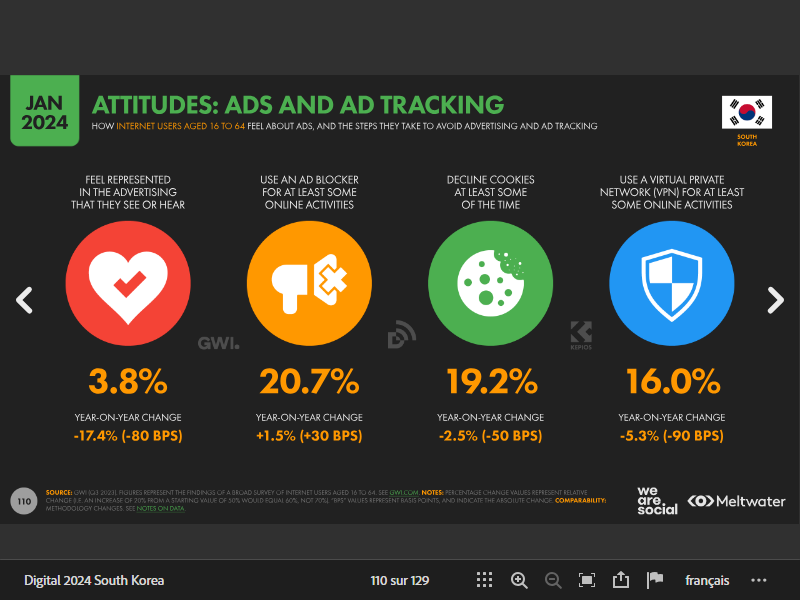 JAN
2024
ATTITUDES: ADS AND AD TRACKING
HOW INTERNET USERS AGED 16 TO 64 FEEL ABOUT ADS, AND THE STEPS THEY TAKE TO AVOID ADVERTISING AND AD TRACKING
SOUTH
KOREA
FEEL REPRESENTED
IN THE ADVERTISING
THAT THEY SEE OR HEAR
USE AN AD BLOCKER
FOR AT LEAST SOME
ONLINE ACTIVITIES
DECLINE COOKIES
AT LEAST SOME
OF THE TIME
USE A VIRTUAL PRIVATE
NETWORK (VPN) FOR AT LEAST
SOME ONLINE ACTIVITIES
GWI.
KEPIOS
3.8%
20.7%
19.2%
16.0%
YEAR-ON-YEAR CHANGE
-17.4% (-80 BPS)
YEAR-ON-YEAR CHANGE
+1.5% (+30 BPS)
YEAR-ON-YEAR CHANGE
-2.5% (-50 BPS)
YEAR-ON-YEAR CHANGE
-5.3% (-90 BPS)
110
SOURCE: GWI (Q3 2023). FIGURES REPRESENT THE FINDINGS OF A BROAD SURVEY OF INTERNET USERS AGED 16 TO 64. SEE GWI.COM. NOTES: PERCENTAGE CHANGE VALUES REPRESENT RELATIVE
CHANGE (I.E. AN INCREASE OF 20% FROM A STARTING VALUE OF 50% WOULD EQUAL 60%, NOT 70%). "BPS" VALUES REPRESENT BASIS POINTS, AND INDICATE THE ABSOLUTE CHANGE. COMPARABILITY:
METHODOLOGY CHANGES. SEE NOTES ON DATA.
we
are.
social
Meltwater
Digital 2024 South Korea
110 sur 129
français